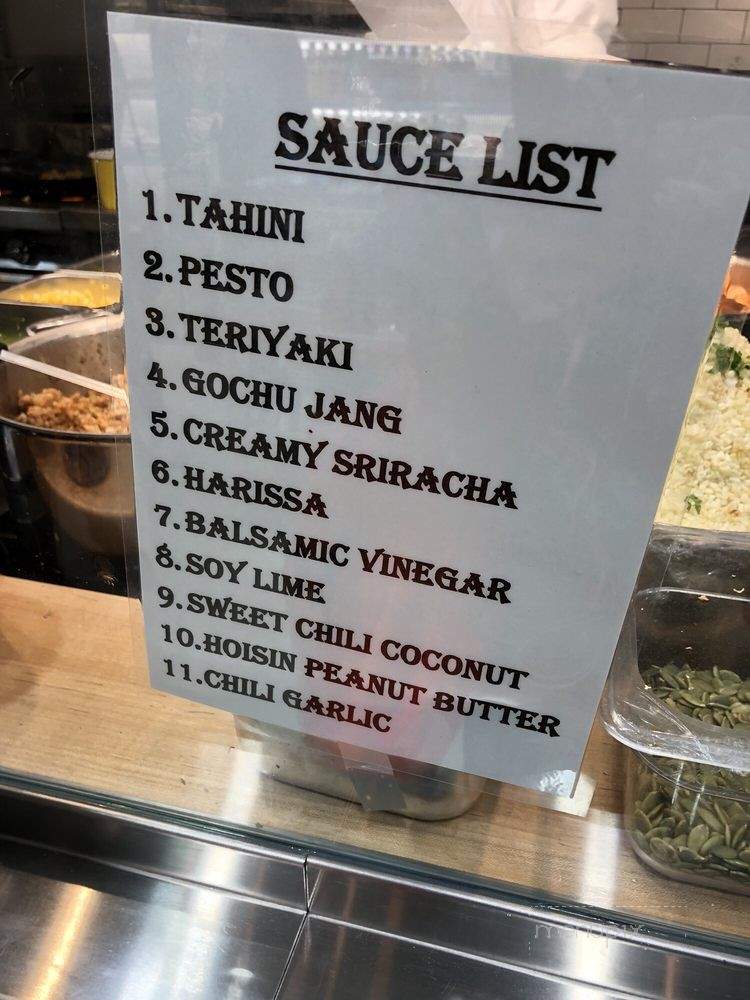 SAUCE LIST
1. TAHINI
2. PESTO
3. TERIYAKI
4. GOCHU JANG
5. CREAMY SRIRACHA
6. HARISSA
7. BALSAMIC VINEGAR
8. SOY LIME
9. SWEET CHILI COCONUT
10. HOISIN PEANUT BUTTER
11. CHILI GARLIC
menupix